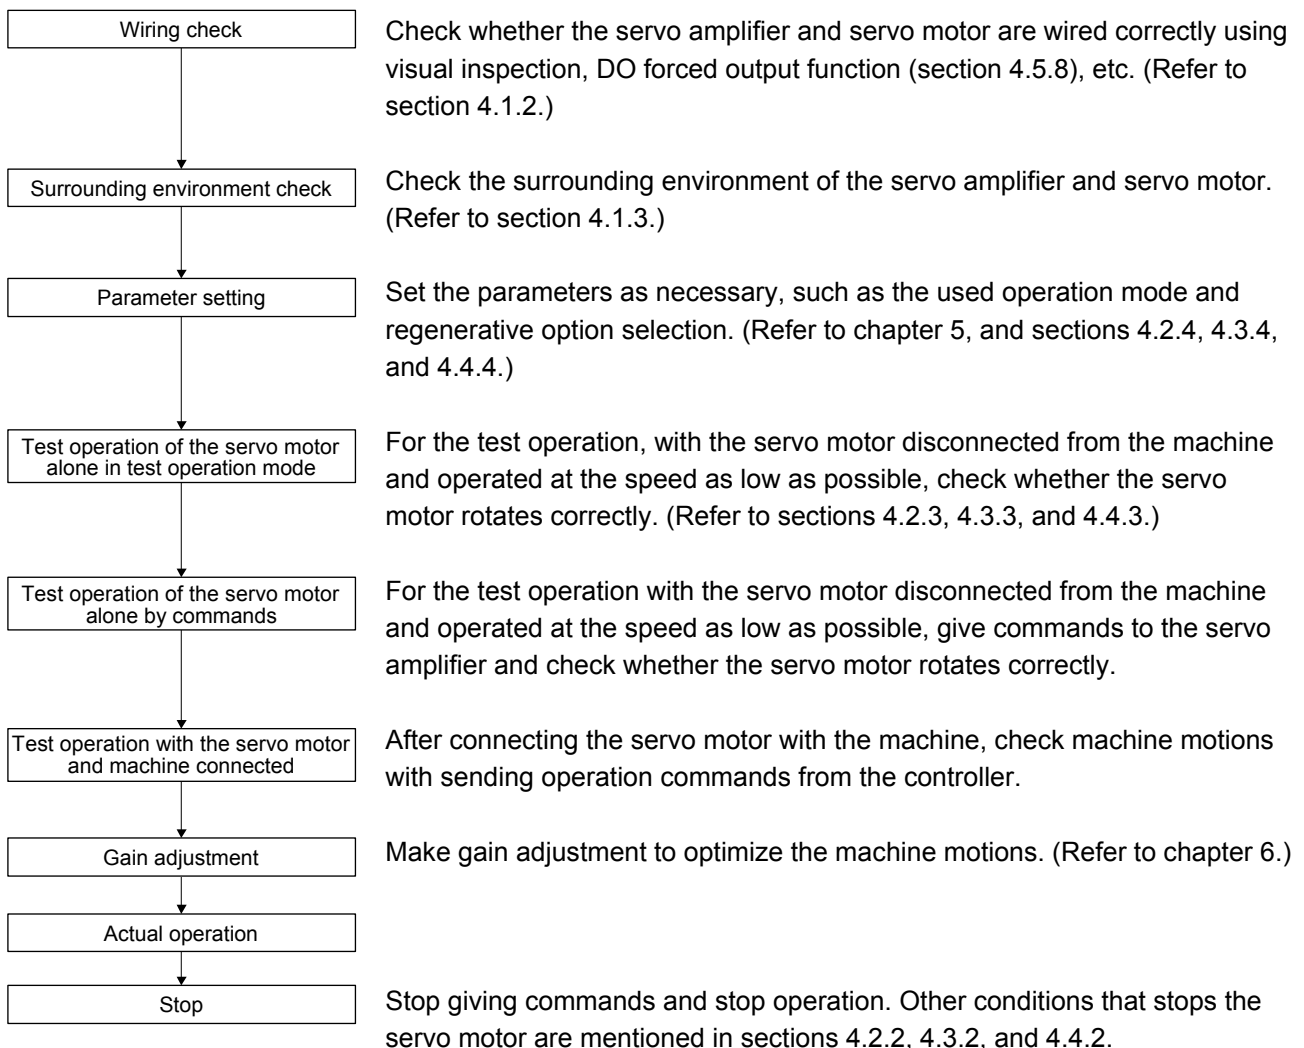 Wiring check
Check whether the servo amplifier and servo motor are wired correctly using
visual inspection, DO forced output function (section 4.5.8), etc. (Refer to
section 4.1.2.)
Surrounding environment check
Check the surrounding environment of the servo amplifier and servo motor.
(Refer to section 4.1.3.)
Parameter setting
Set the parameters as necessary, such as the used operation mode and
regenerative option selection. (Refer to chapter 5, and sections 4.2.4, 4.3.4,
and 4.4.4.)
Test operation of the servo motor
alone in test operation mode
For the test operation, with the servo motor disconnected from the machine
and operated at the speed as low as possible, check whether the servo
motor rotates correctly. (Refer to sections 4.2.3, 4.3.3, and 4.4.3.)
Test operation of the servo motor
alone by commands
For the test operation with the servo motor disconnected from the machine
and operated at the speed as low as possible, give commands to the servo
amplifier and check whether the servo motor rotates correctly.
Test operation with the servo motor
and machine connected
After connecting the servo motor with the machine, check machine motions
with sending operation commands from the controller.
Gain adjustment
Make gain adjustment to optimize the machine motions. (Refer to chapter 6.)
Actual operation
Stop
Stop giving commands and stop operation. Other conditions that stops the
servo motor are mentioned in sections 4.2.2, 4.3.2, and 4.4.2.